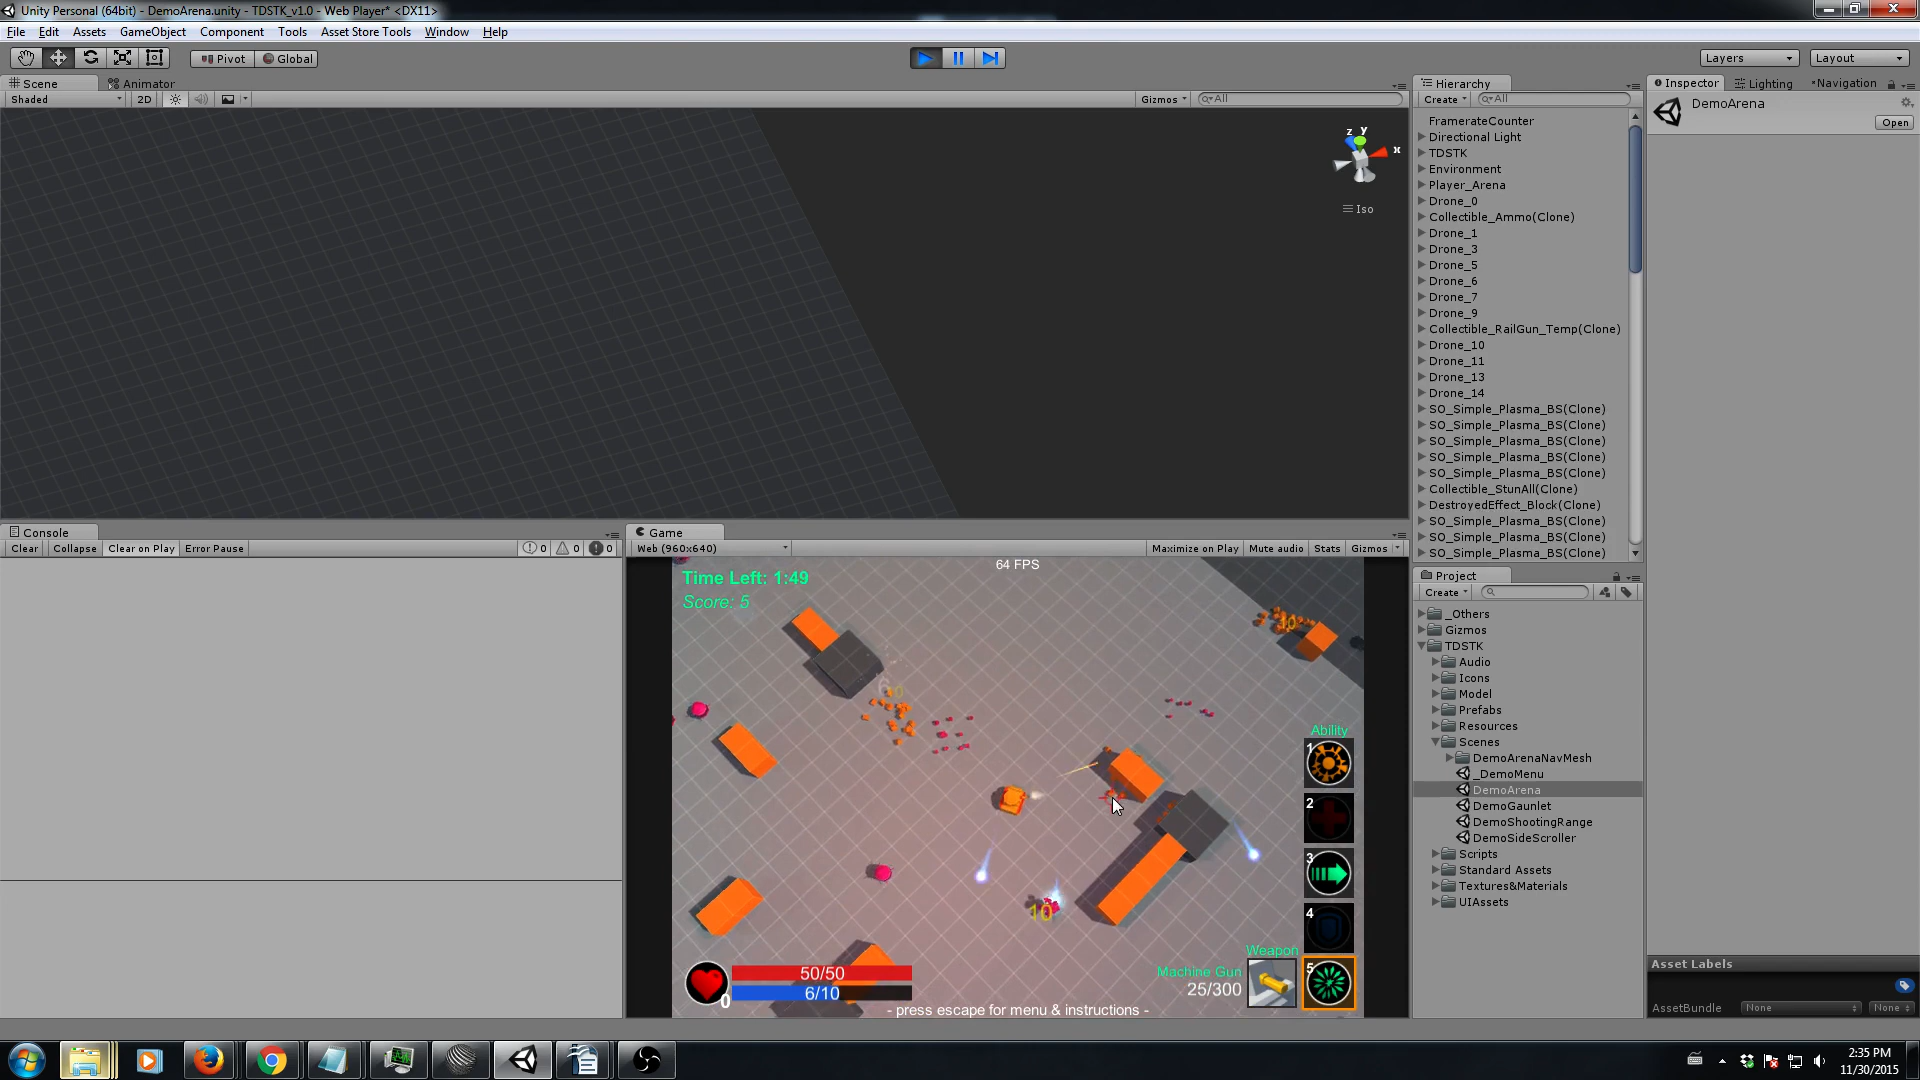 Unity Personal (64bit) - DemoArena.unity - TDSTK_v1.0 - Web Player* <DX11>
File Edit Assets GameObject Component Tools Asset Store Tools Window Help
Pivot Global Layers Layout
Scene Animator
Shaded 2D Gizmos All
z y
x
Iso
Hierarchy
Create All
FramerateCounter
Directional Light
TDSTK
Environment
Player_Arena
Drone_0
Collectible_Ammo(Clone)
Drone_1
Drone_3
Drone_5
Drone_6
Drone_7
Drone_9
Collectible_RailGun_Temp(Clone)
Drone_10
Drone_11
Drone_13
Drone_14
SO_Simple_Plasma_BS(Clone)
SO_Simple_Plasma_BS(Clone)
SO_Simple_Plasma_BS(Clone)
SO_Simple_Plasma_BS(Clone)
SO_Simple_Plasma_BS(Clone)
Collectible_StunAll(Clone)
DestroyedEffect_Block(Clone)
SO_Simple_Plasma_BS(Clone)
SO_Simple_Plasma_BS(Clone)
SO_Simple_Plasma_BS(Clone)
Inspector Lighting Navigation
DemoArena
Open
Console
Clear Collapse Clear on Play Error Pause 0 0 0
Game
Web (960x640) Maximize on Play Mute audio Stats Gizmos
64 FPS
Time Left: 1:49
Score: 5
10
10
Ability
1
2
3
4
5
Weapon
Machine Gun
25/300
50/50
6/10
0
- press escape for menu & instructions -
Project
Create
_Others
Gizmos
TDSTK
Audio
Icons
Model
Prefabs
Resources
Scenes
DemoArenaNavMesh
_DemoMenu
DemoArena
DemoGauntlet
DemoShootingRange
DemoSideScroller
Scripts
Standard Assets
Textures&Materials
UIAssets
Asset Labels
AssetBundle None None
2:35 PM
11/30/2015